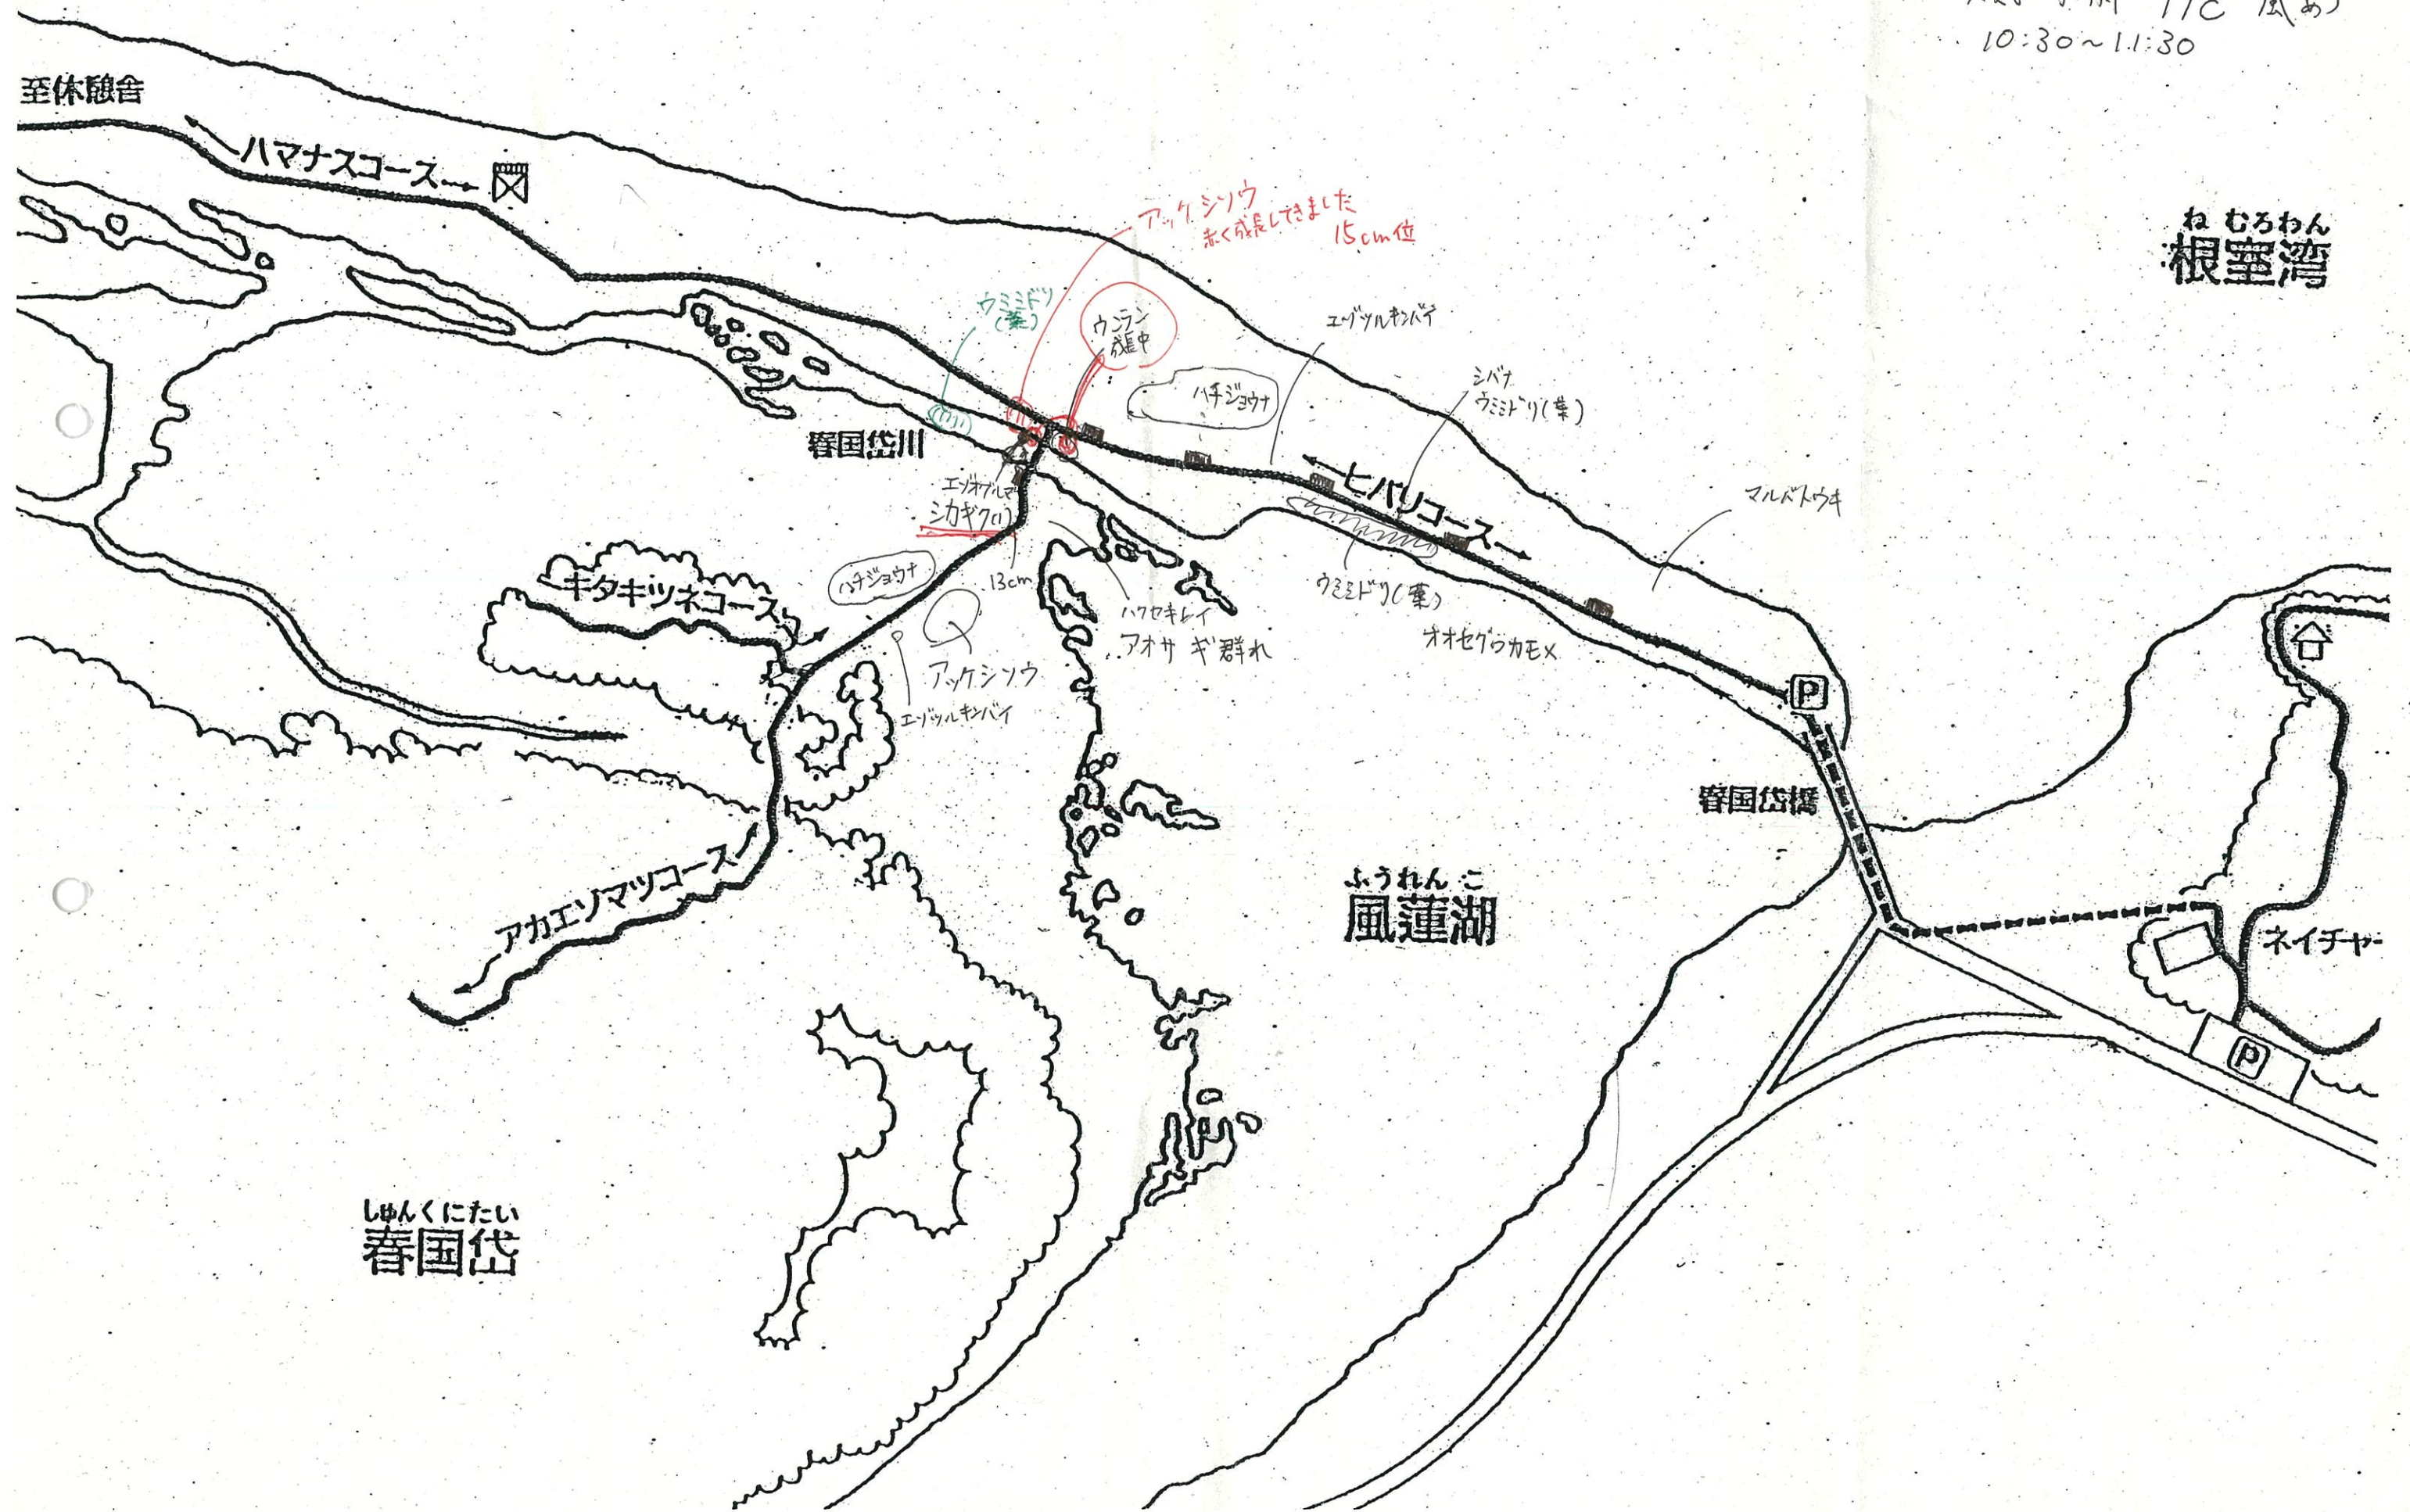 17℃ 風あり
10:30～11:30
至休憩舎
ハマナスコース
アッケシソウ
赤く成長してきました
15cm位
ね むろわん
根室湾
ウミミドリ
(葉)
ウンラン
成長中
エゾツルキンバイ
ハチジョウナ
シバナ
ウミミドリ(葉)
春国岱川
ヒバリコース
マルバトウキ
エゾオグルマ
シカギク(1)
ハチジョウナ
13cm
キタキツネコース
ウミミドリ(葉)
ハクセキレイ
アオサギ群れ
オオセグロカモメ
アッケシソウ
エゾツルキンバイ
P
春国岱橋
アカエゾマツコース
ふうれん こ
風蓮湖
ネイチャー
P
しゅんくにたい
春国岱